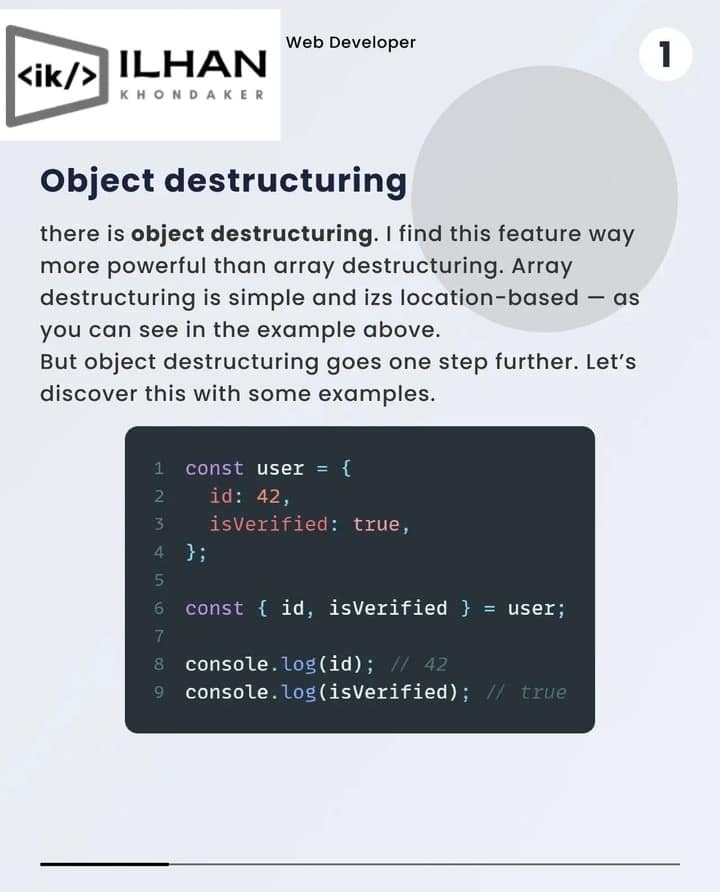 <ik/>
ILHAN
KHONDAKER
Web Developer
1
Object destructuring
there is object destructuring. I find this feature way
more powerful than array destructuring. Array
destructuring is simple and izs location-based — as
you can see in the example above.
But object destructuring goes one step further. Let’s
discover this with some examples.
1 const user = {
2   id: 42,
3   isVerified: true,
4 };
5
6 const { id, isVerified } = user;
7
8 console.log(id); // 42
9 console.log(isVerified); // true